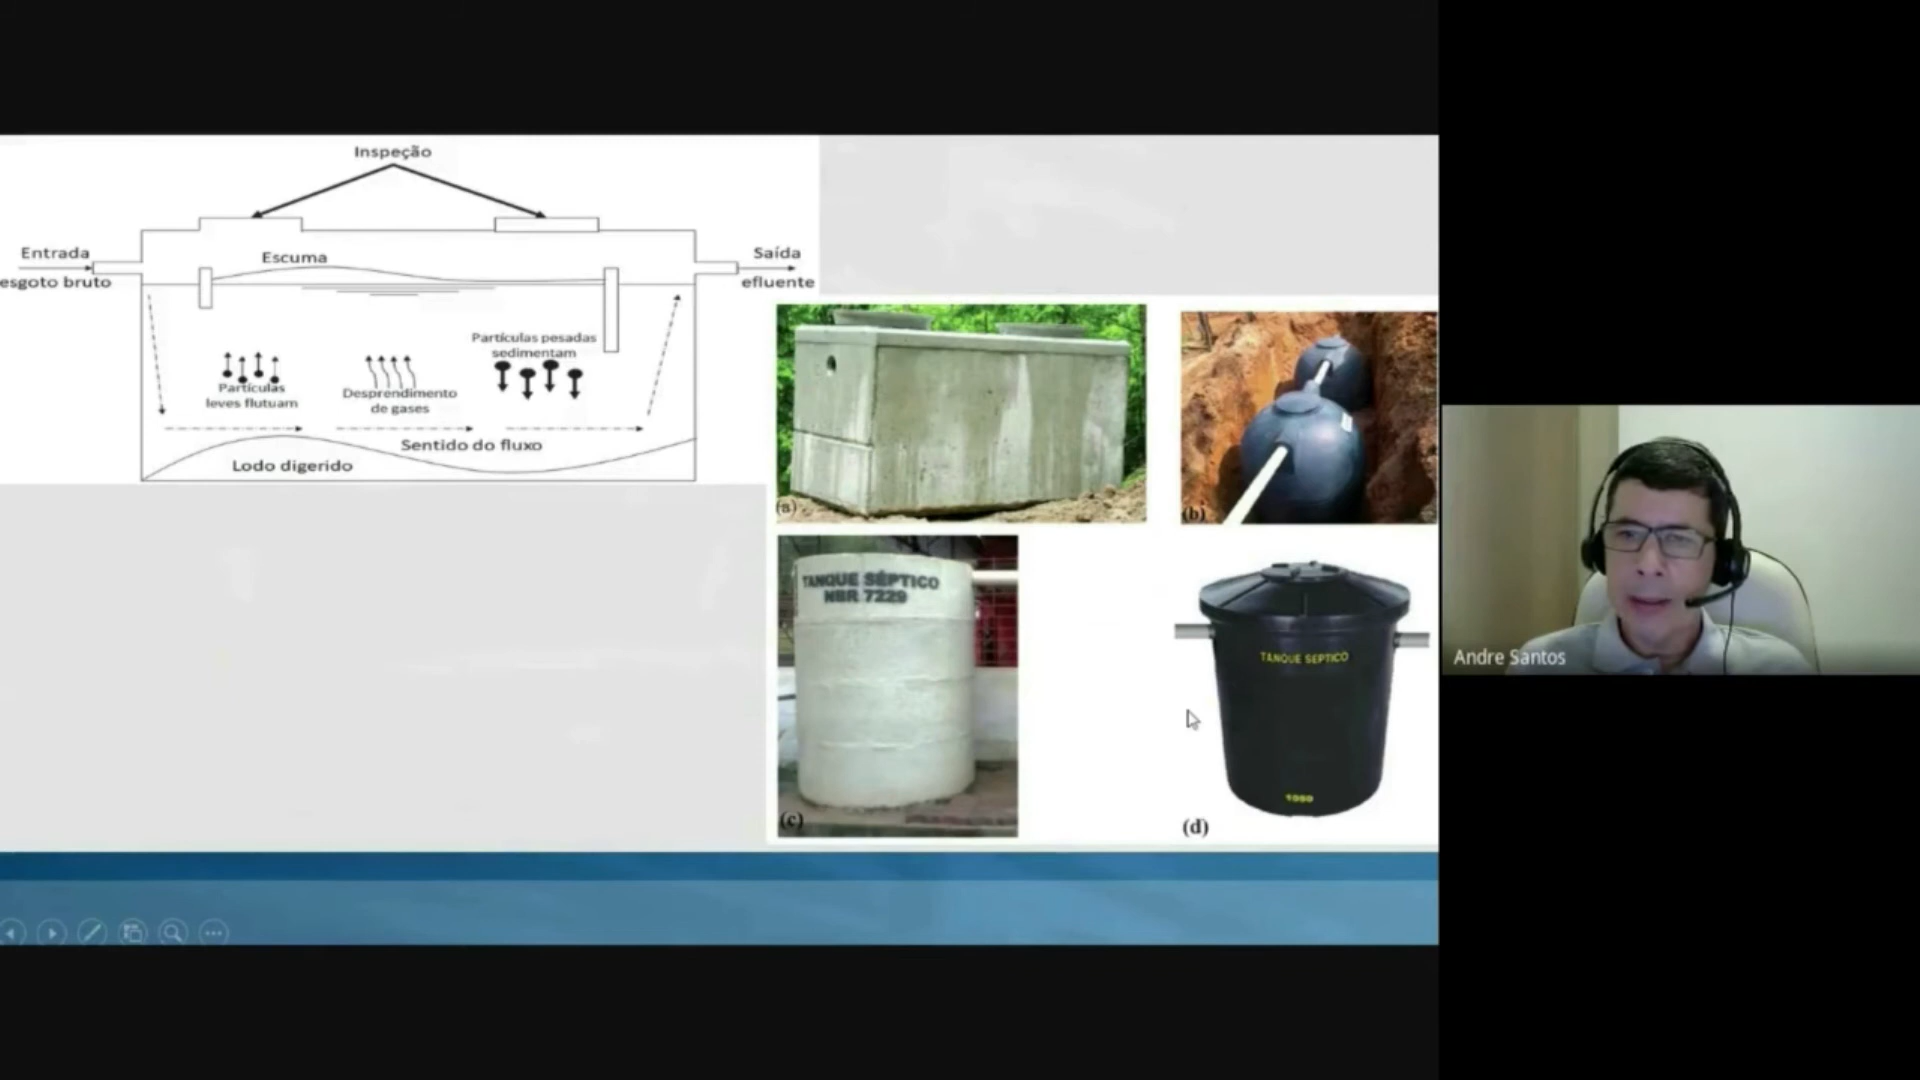 Inspeção
Entrada
esgoto bruto
Escuma
Saída
efluente
Partículas
leves flutuam
Desprendimento
de gases
Partículas pesadas
sedimentam
Sentido do fluxo
Lodo digerido
(a)
(b)
TANQUE SÉPTICO
NBR 7229
(c)
TANQUE SEPTICO
(d)
Andre Santos